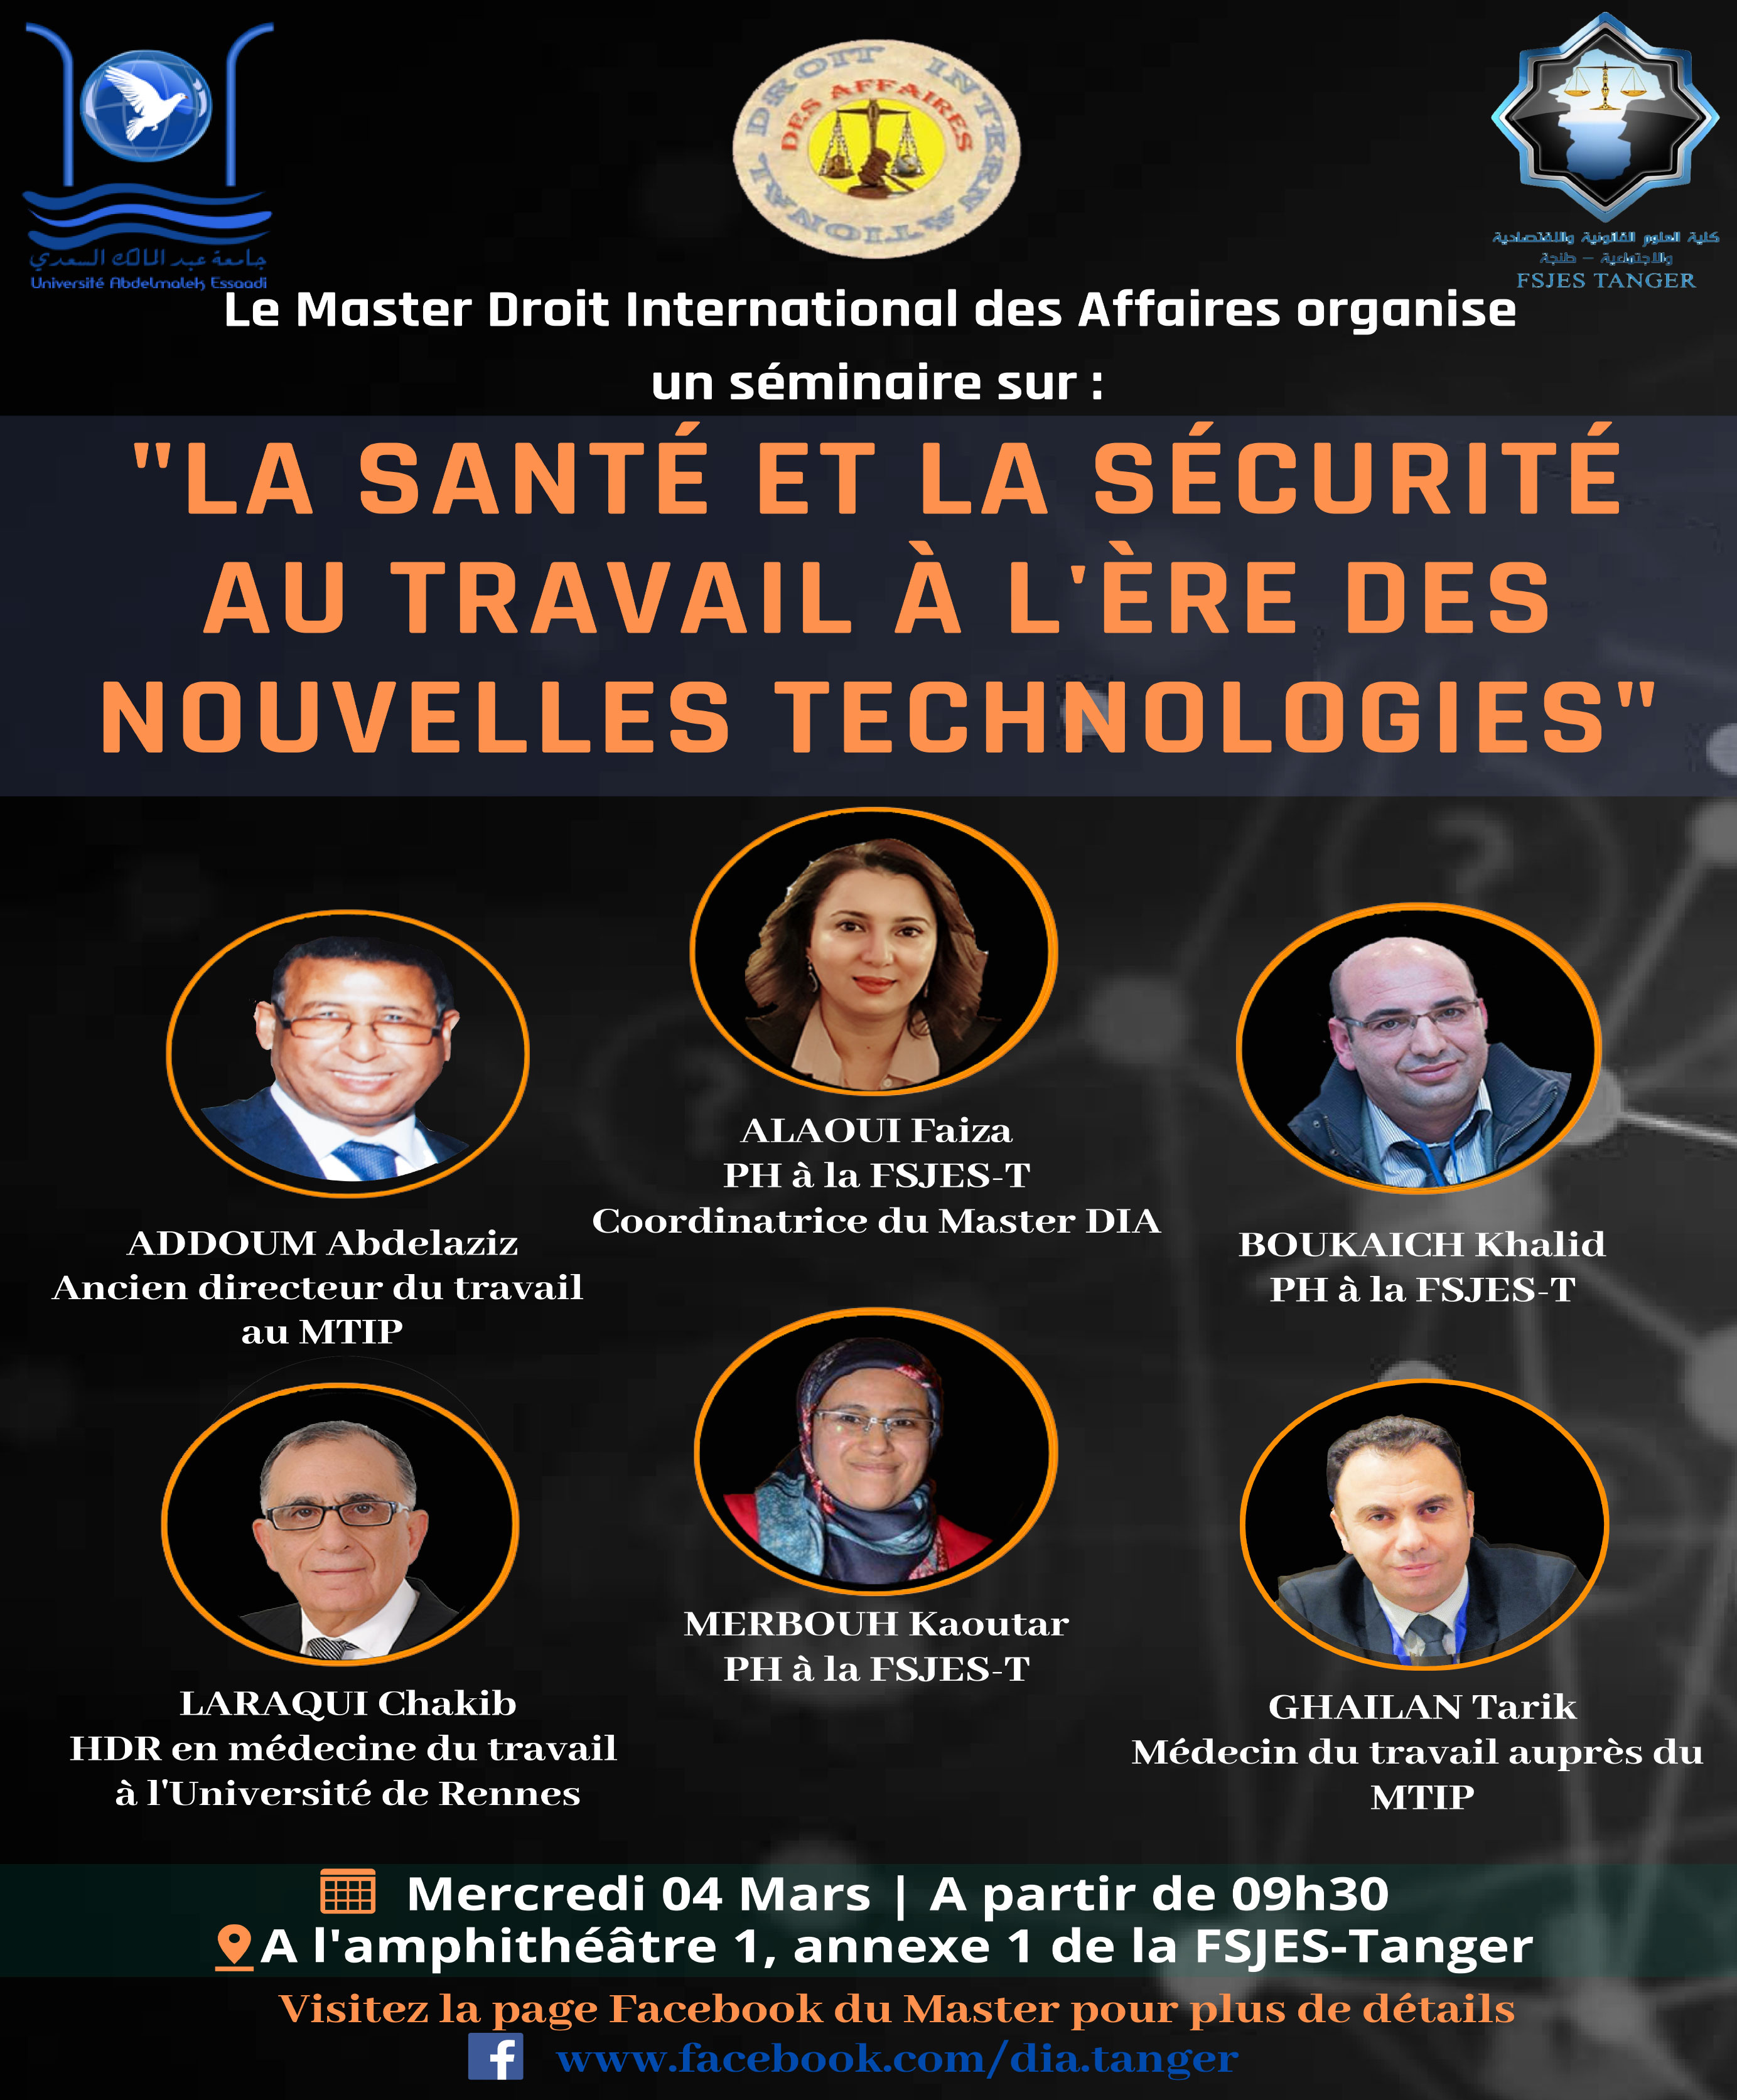 جامعة عبد المالك السعدي
Université Abdelmalek Essaadi
DROIT INTERNATIONAL
DES AFFAIRES
كلية العلوم القانونية والاقتصادية
والاجتماعية – طنجة
FSJES TANGER
Le Master Droit International des Affaires organise
un séminaire sur :
"LA SANTÉ ET LA SÉCURITÉ
AU TRAVAIL À L'ÈRE DES
NOUVELLES TECHNOLOGIES"
ALAOUI Faiza
PH à la FSJES-T
Coordinatrice du Master DIA
ADDOUM Abdelaziz
Ancien directeur du travail
au MTIP
BOUKAICH Khalid
PH à la FSJES-T
MERBOUH Kaoutar
PH à la FSJES-T
LARAQUI Chakib
HDR en médecine du travail
à l'Université de Rennes
GHAILAN Tarik
Médecin du travail auprès du
MTIP
Mercredi 04 Mars | A partir de 09h30
A l'amphithéâtre 1, annexe 1 de la FSJES-Tanger
Visitez la page Facebook du Master pour plus de détails
www.facebook.com/dia.tanger